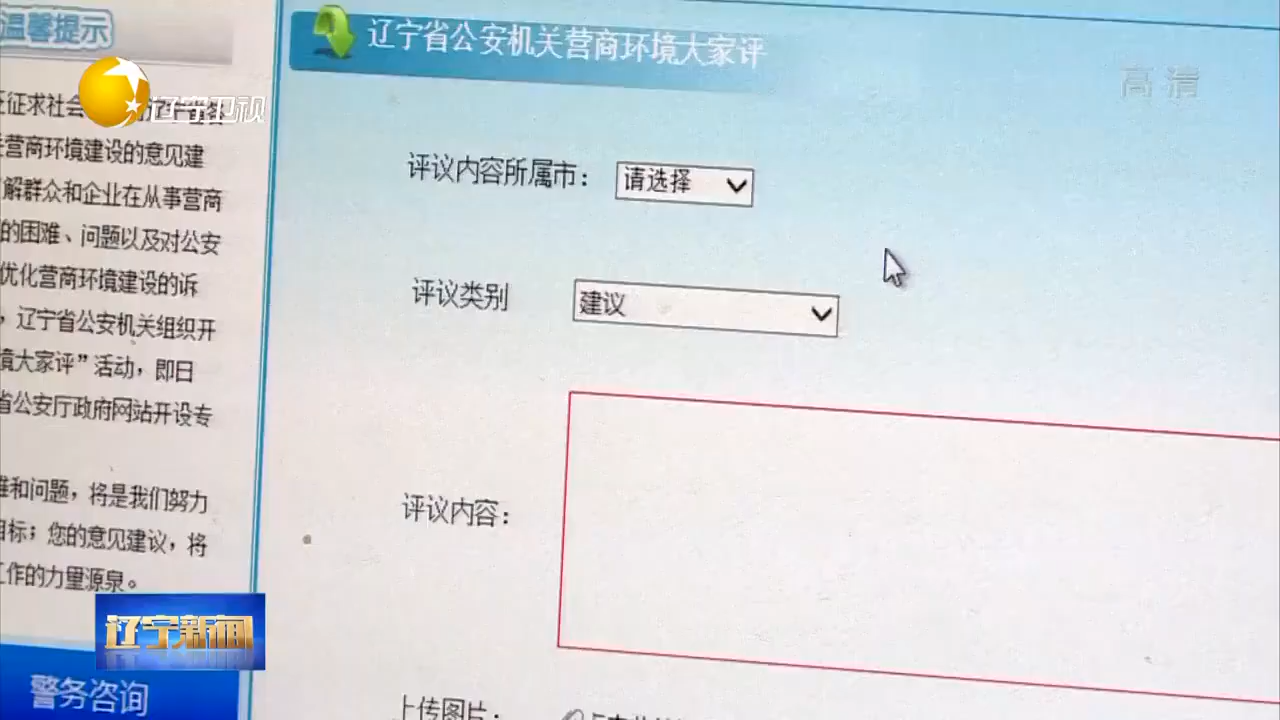 温馨提示
辽宁卫视
征求社会
辽宁省各
营商环境建设的意见建
解群众和企业在从事营商
的困难、问题以及对公安
优化营商环境建设的诉
，辽宁省公安机关组织开
境大家评”活动，即日
省公安厅政府网站开设专
难和问题，将是我们努力
目标；您的意见建议，将
工作的力量源泉。
辽宁新闻
警务咨询
辽宁省公安机关营商环境大家评
高清
评议内容所属市： 请选择
评议类别 建议
评议内容：
上传图片：